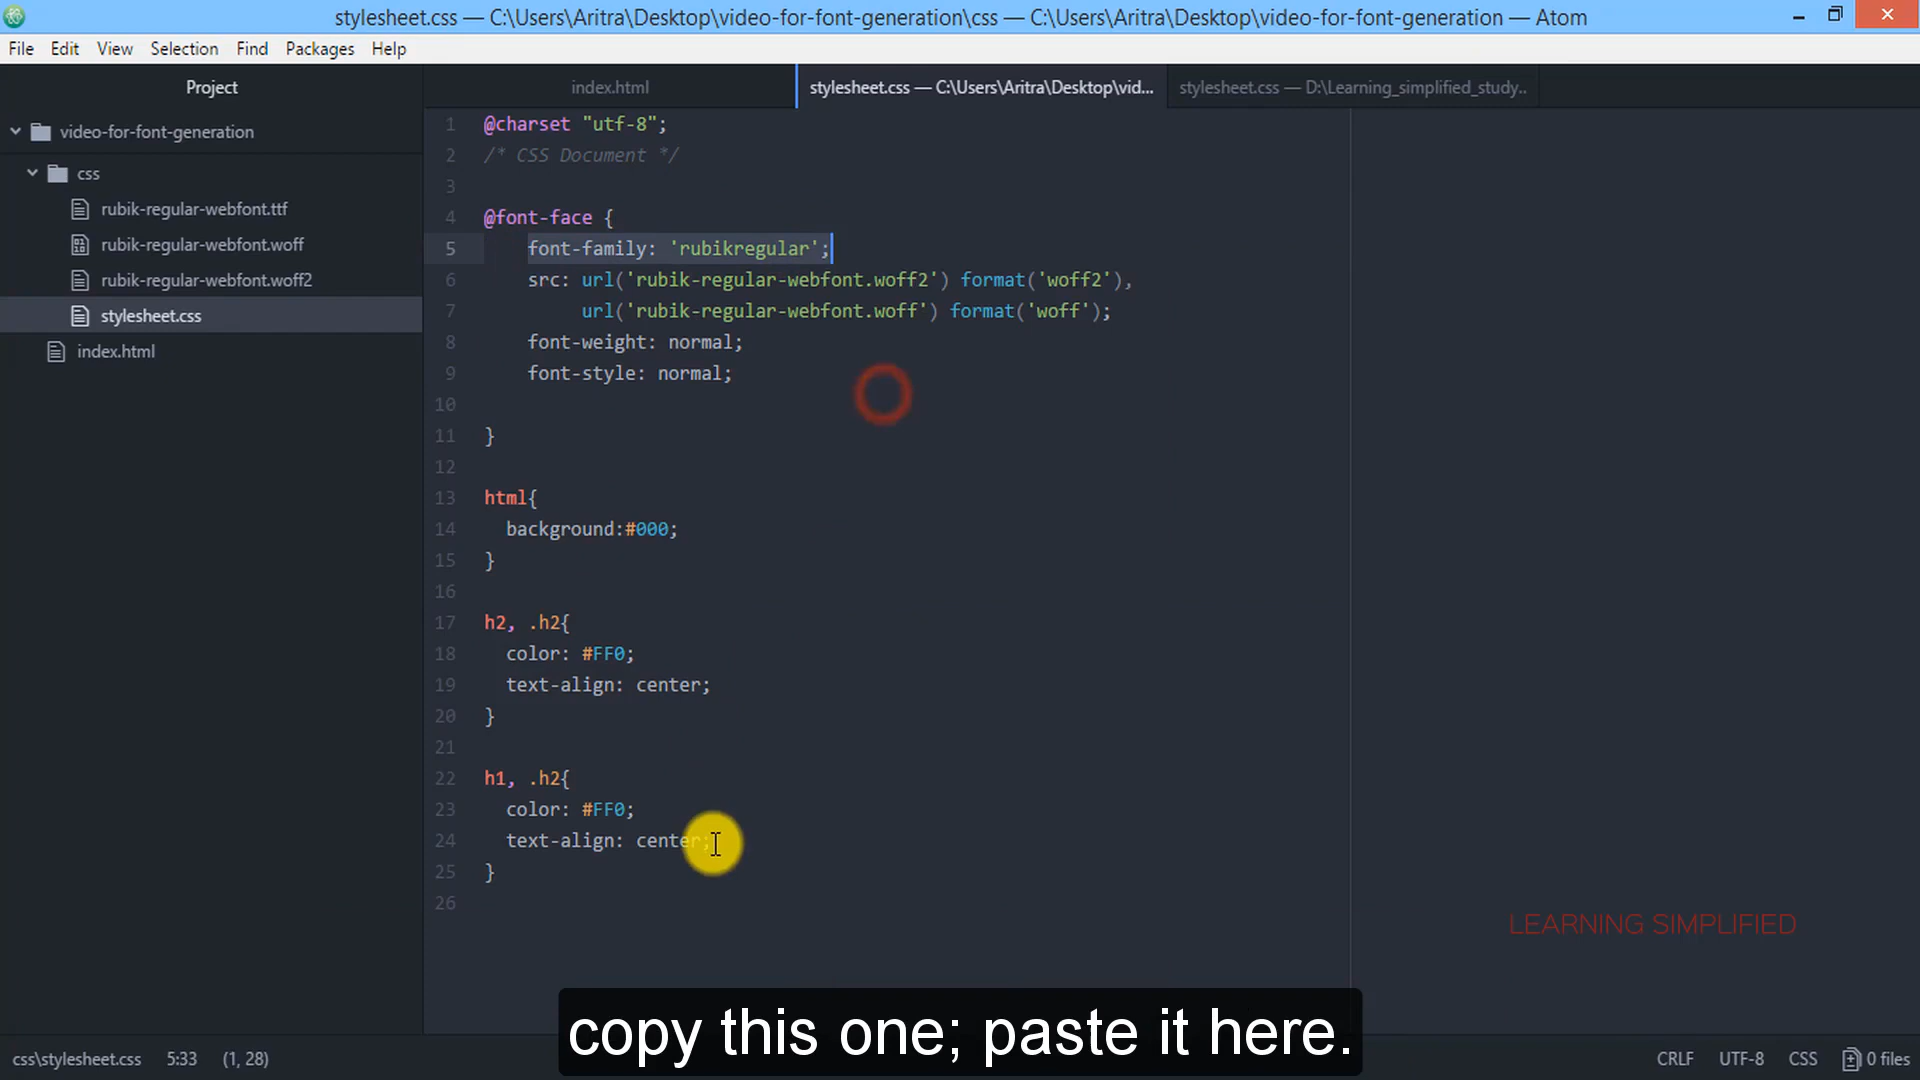 stylesheet.css — C:\Users\Aritra\Desktop\video-for-font-generation\css — C:\Users\Aritra\Desktop\video-for-font-generation — Atom
File Edit View Selection Find Packages Help
Project
index.html
stylesheet.css — C:\Users\Aritra\Desktop\vid...
stylesheet.css — D:\Learning_simplified_study..
video-for-font-generation
css
rubik-regular-webfont.ttf
rubik-regular-webfont.woff
rubik-regular-webfont.woff2
stylesheet.css
index.html
1 @charset "utf-8";
2 /* CSS Document */
3
4 @font-face {
5 font-family: 'rubikregular';
6 src: url('rubik-regular-webfont.woff2') format('woff2'),
7 url('rubik-regular-webfont.woff') format('woff');
8 font-weight: normal;
9 font-style: normal;
10
11 }
12
13 html{
14 background:#000;
15 }
16
17 h2, .h2{
18 color: #FF0;
19 text-align: center;
20 }
21
22 h1, .h2{
23 color: #FF0;
24 text-align: center;
25 }
26
LEARNING SIMPLIFIED
copy this one; paste it here.
css\stylesheet.css 5:33 (1, 28) CRLF UTF-8 CSS 0 files